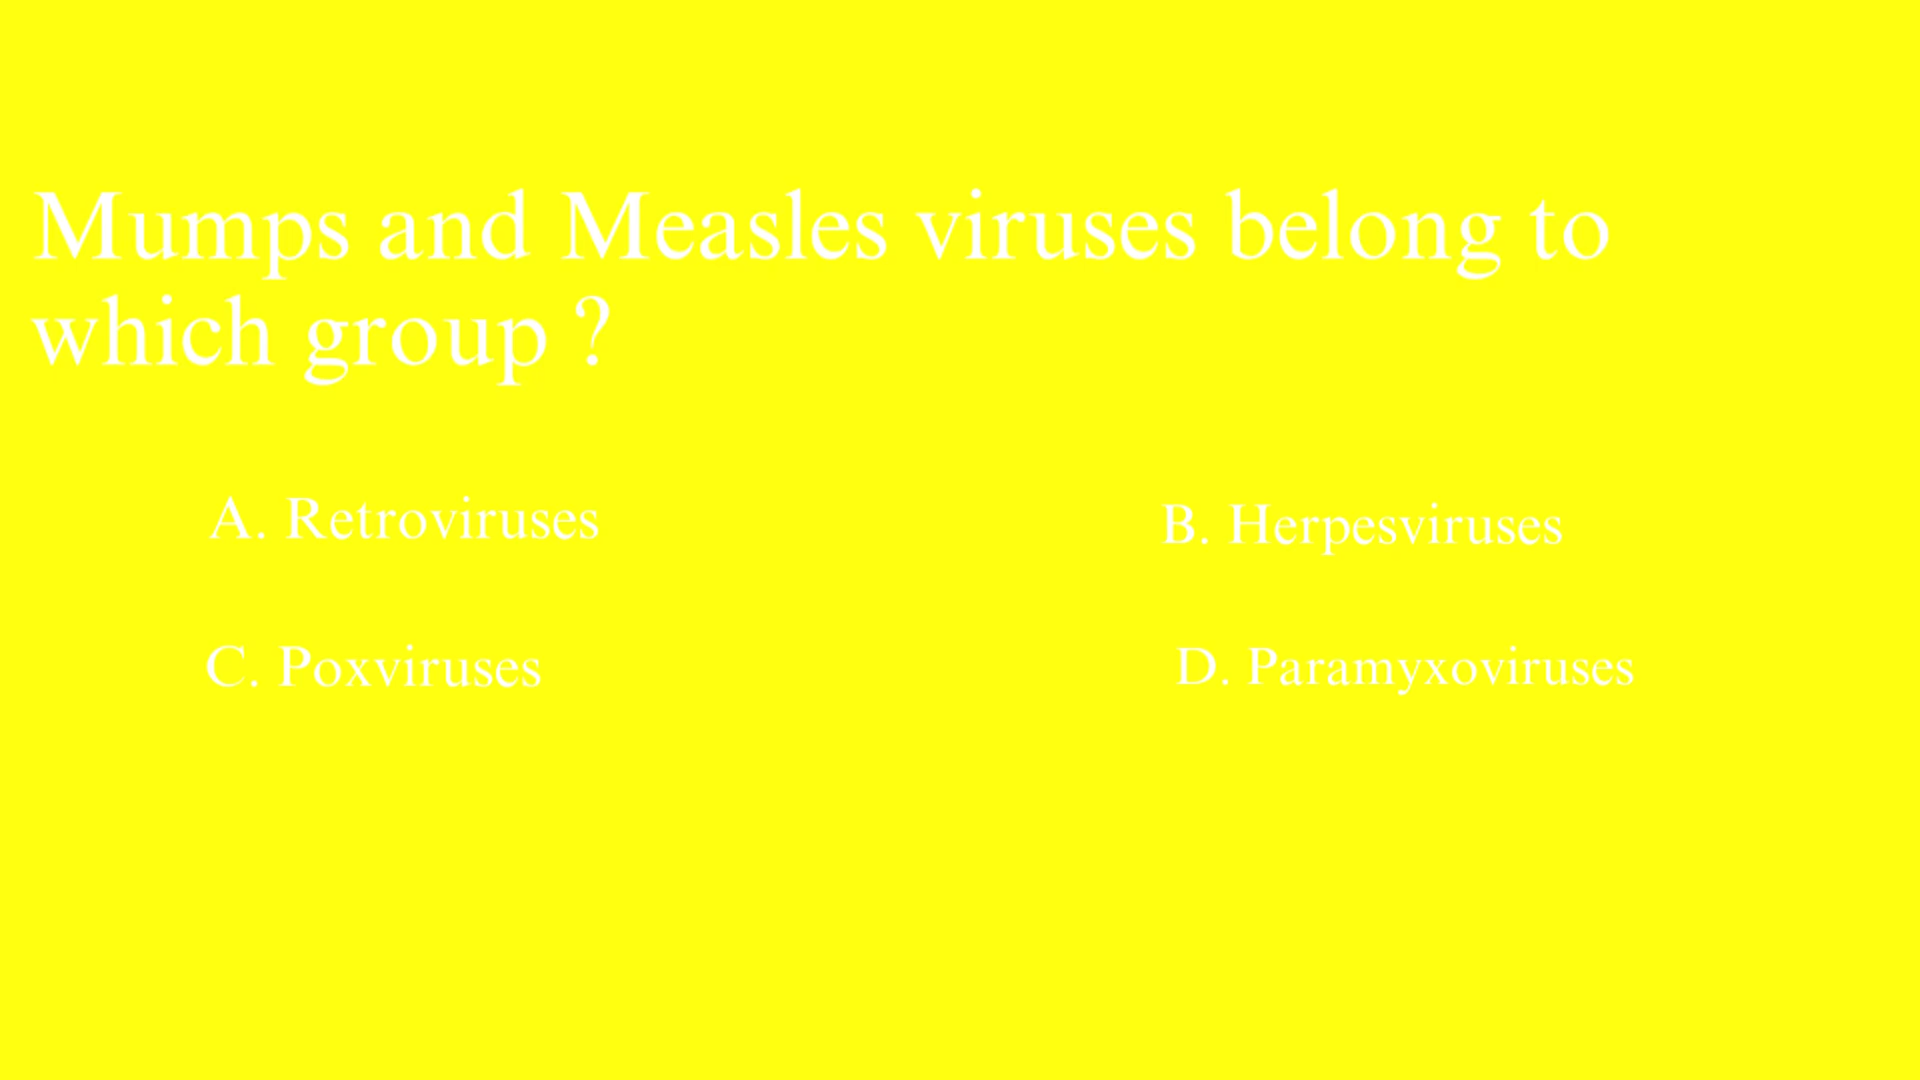 Mumps and Measles viruses belong to
which group ?
A. Retroviruses
B. Herpesviruses
C. Poxviruses
D. Paramyxoviruses